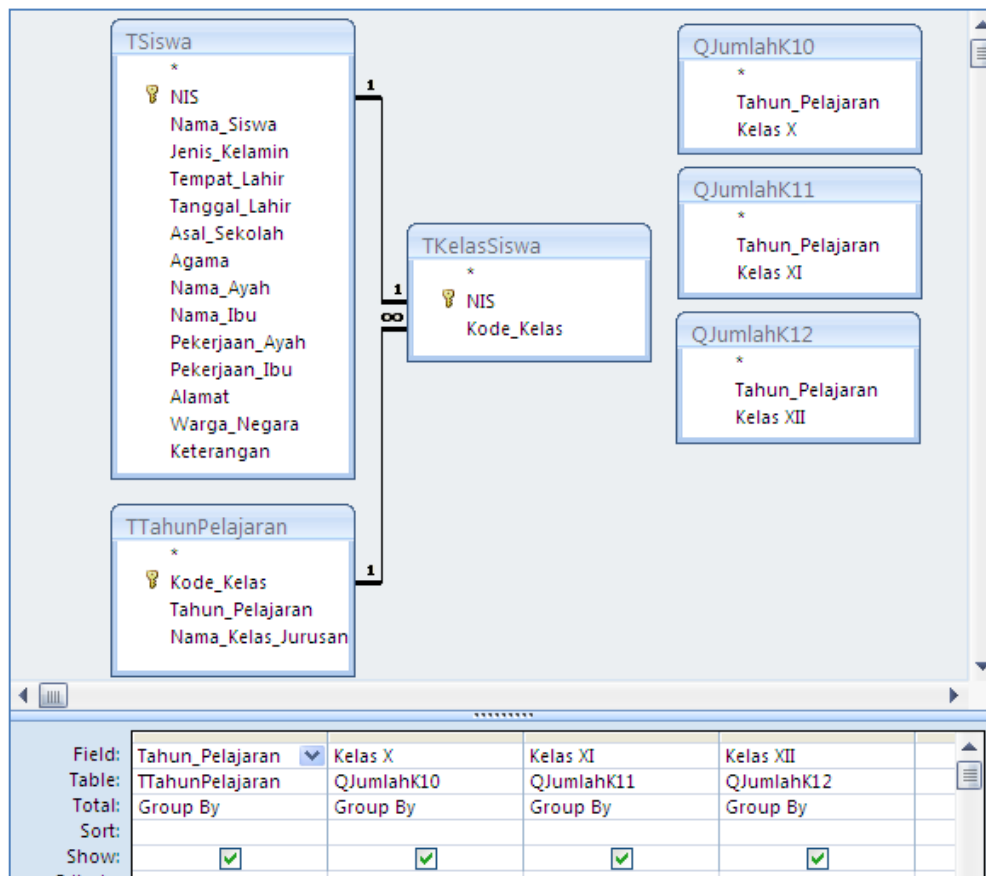 TSiswa
*
NIS
Nama_Siswa
Jenis_Kelamin
Tempat_Lahir
Tanggal_Lahir
Asal_Sekolah
Agama
Nama_Ayah
Nama_Ibu
Pekerjaan_Ayah
Pekerjaan_Ibu
Alamat
Warga_Negara
Keterangan
1
1
∞
TKelasSiswa
*
NIS
Kode_Kelas
QJumlahK10
*
Tahun_Pelajaran
Kelas X
QJumlahK11
*
Tahun_Pelajaran
Kelas XI
QJumlahK12
*
Tahun_Pelajaran
Kelas XII
TTahunPelajaran
*
Kode_Kelas
Tahun_Pelajaran
Nama_Kelas_Jurusan
1
Field: Tahun_Pelajaran Kelas X Kelas XI Kelas XII
Table: TTahunPelajaran QJumlahK10 QJumlahK11 QJumlahK12
Total: Group By Group By Group By Group By
Sort:
Show: